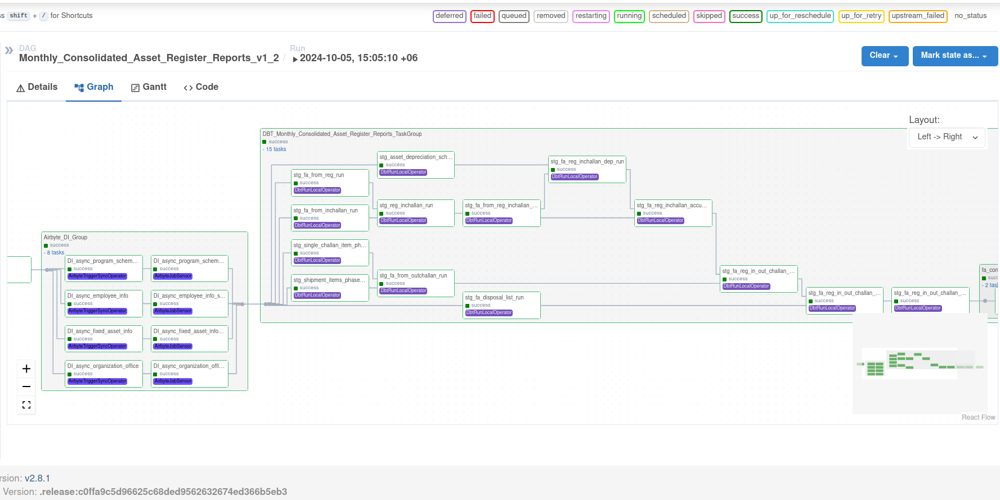 ss shift + / for Shortcuts
deferred failed queued removed restarting running scheduled skipped success up_for_reschedule up_for_retry upstream_failed no_status
DAG
Monthly_Consolidated_Asset_Register_Reports_v1_2 /
Run
2024-10-05, 15:05:10 +06
Clear
Mark state as...
Details
Graph
Gantt
Code
Layout:
Left -> Right
Airbyte_DI_Group
success
- 8 tasks
DI_async_program_schem...
success
AirbyteTriggerSyncOperator
DI_async_program_schem...
success
AirbyteJobSensor
DI_async_employee_info
success
AirbyteTriggerSyncOperator
DI_async_employee_info_s...
success
AirbyteJobSensor
DI_async_fixed_asset_info
success
AirbyteTriggerSyncOperator
DI_async_fixed_asset_info...
success
AirbyteJobSensor
DI_async_organization_office
success
AirbyteTriggerSyncOperator
DI_async_organization_offi...
success
AirbyteJobSensor
DBT_Monthly_Consolidated_Asset_Register_Reports_TaskGroup
success
- 15 tasks
stg_fa_from_reg_run
success
DbtRunLocalOperator
stg_fa_from_inchallan_run
success
DbtRunLocalOperator
stg_single_challan_item_ph...
success
DbtRunLocalOperator
stg_shipment_items_phase...
success
DbtRunLocalOperator
stg_asset_depreciation_sch...
success
DbtRunLocalOperator
stg_reg_inchallan_run
success
DbtRunLocalOperator
stg_fa_from_outchallan_run
success
DbtRunLocalOperator
stg_fa_from_reg_inchallan_...
success
DbtRunLocalOperator
stg_fa_disposal_list_run
success
DbtRunLocalOperator
stg_fa_reg_inchallan_dep_run
success
DbtRunLocalOperator
stg_fa_reg_inchallan_accu...
success
DbtRunLocalOperator
stg_fa_reg_in_out_challan_...
success
DbtRunLocalOperator
stg_fa_reg_in_out_challan_...
success
DbtRunLocalOperator
stg_fa_reg_in_out_challan_...
success
DbtRunLocalOperator
fa_con
succ
- 2 tas
React Flow
rsion: v2.8.1
Version: .release:c0ffa9c5d96625c68ded9562632674ed366b5eb3